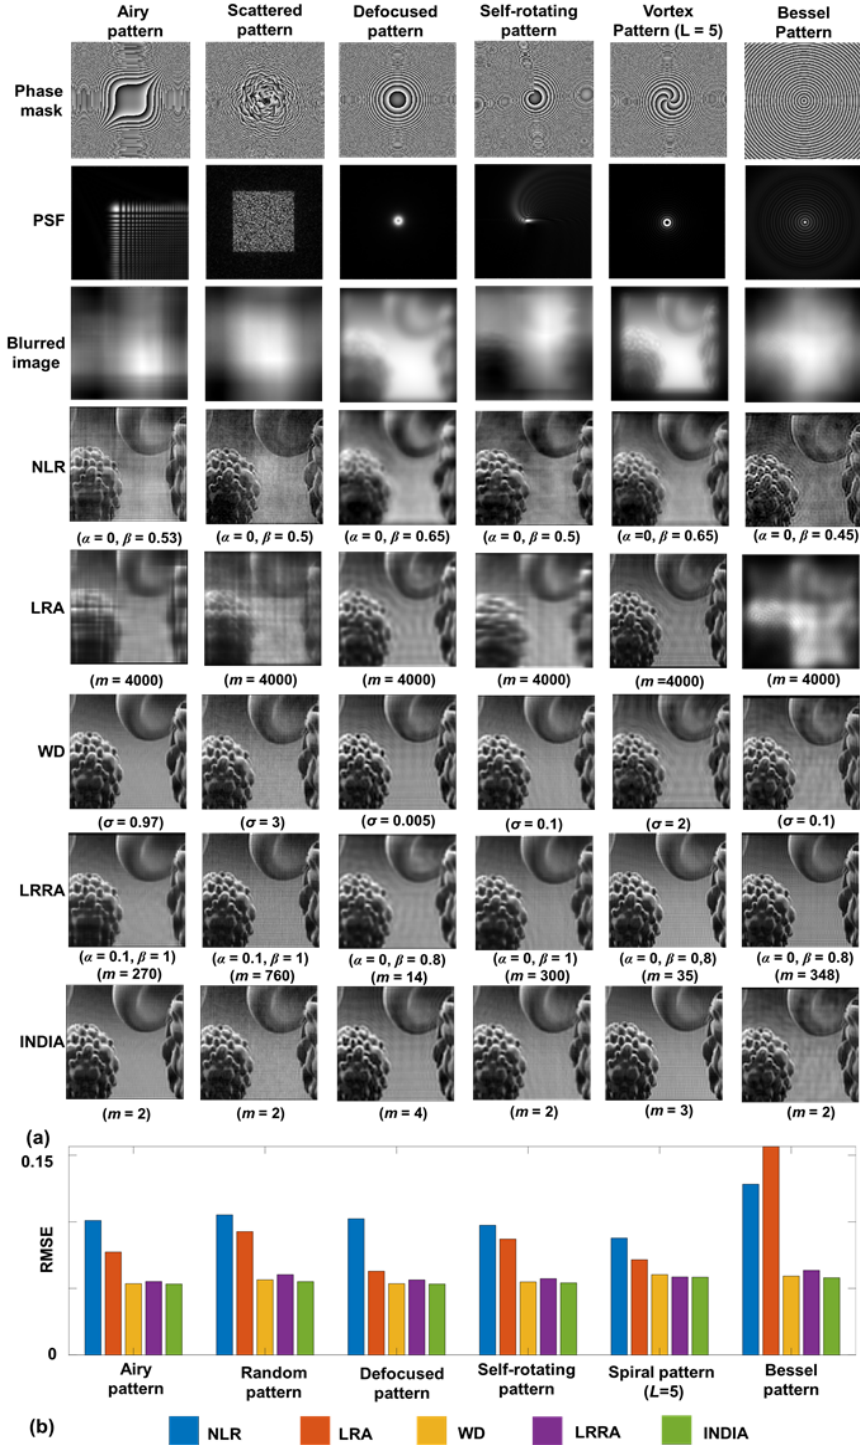 Airy
pattern
Scattered
pattern
Defocused
pattern
Self-rotating
pattern
Vortex
Pattern (L = 5)
Bessel
Pattern
Phase
mask
PSF
Blurred
image
NLR
(α = 0, β = 0.53) (α = 0, β = 0.5) (α = 0, β = 0.65) (α = 0, β = 0.5) (α =0, β = 0.65) (α = 0, β = 0.45)
LRA
(m = 4000) (m = 4000) (m = 4000) (m = 4000) (m =4000) (m = 4000)
WD
(σ = 0.97) (σ = 3) (σ = 0.005) (σ = 0.1) (σ = 2) (σ = 0.1)
LRRA
(α = 0.1, β = 1) (α = 0.1, β = 1) (α = 0, β = 0.8) (α = 0, β = 1) (α = 0, β = 0,8) (α = 0, β = 0.8)
(m = 270) (m = 760) (m = 14) (m = 300) (m = 35) (m = 348)
INDIA
(m = 2) (m = 2) (m = 4) (m = 2) (m = 3) (m = 2)
(a)
0.15
RMSE
0
Airy
pattern
Random
pattern
Defocused
pattern
Self-rotating
pattern
Spiral pattern
(L=5)
Bessel
pattern
(b)
NLR LRA WD LRRA INDIA